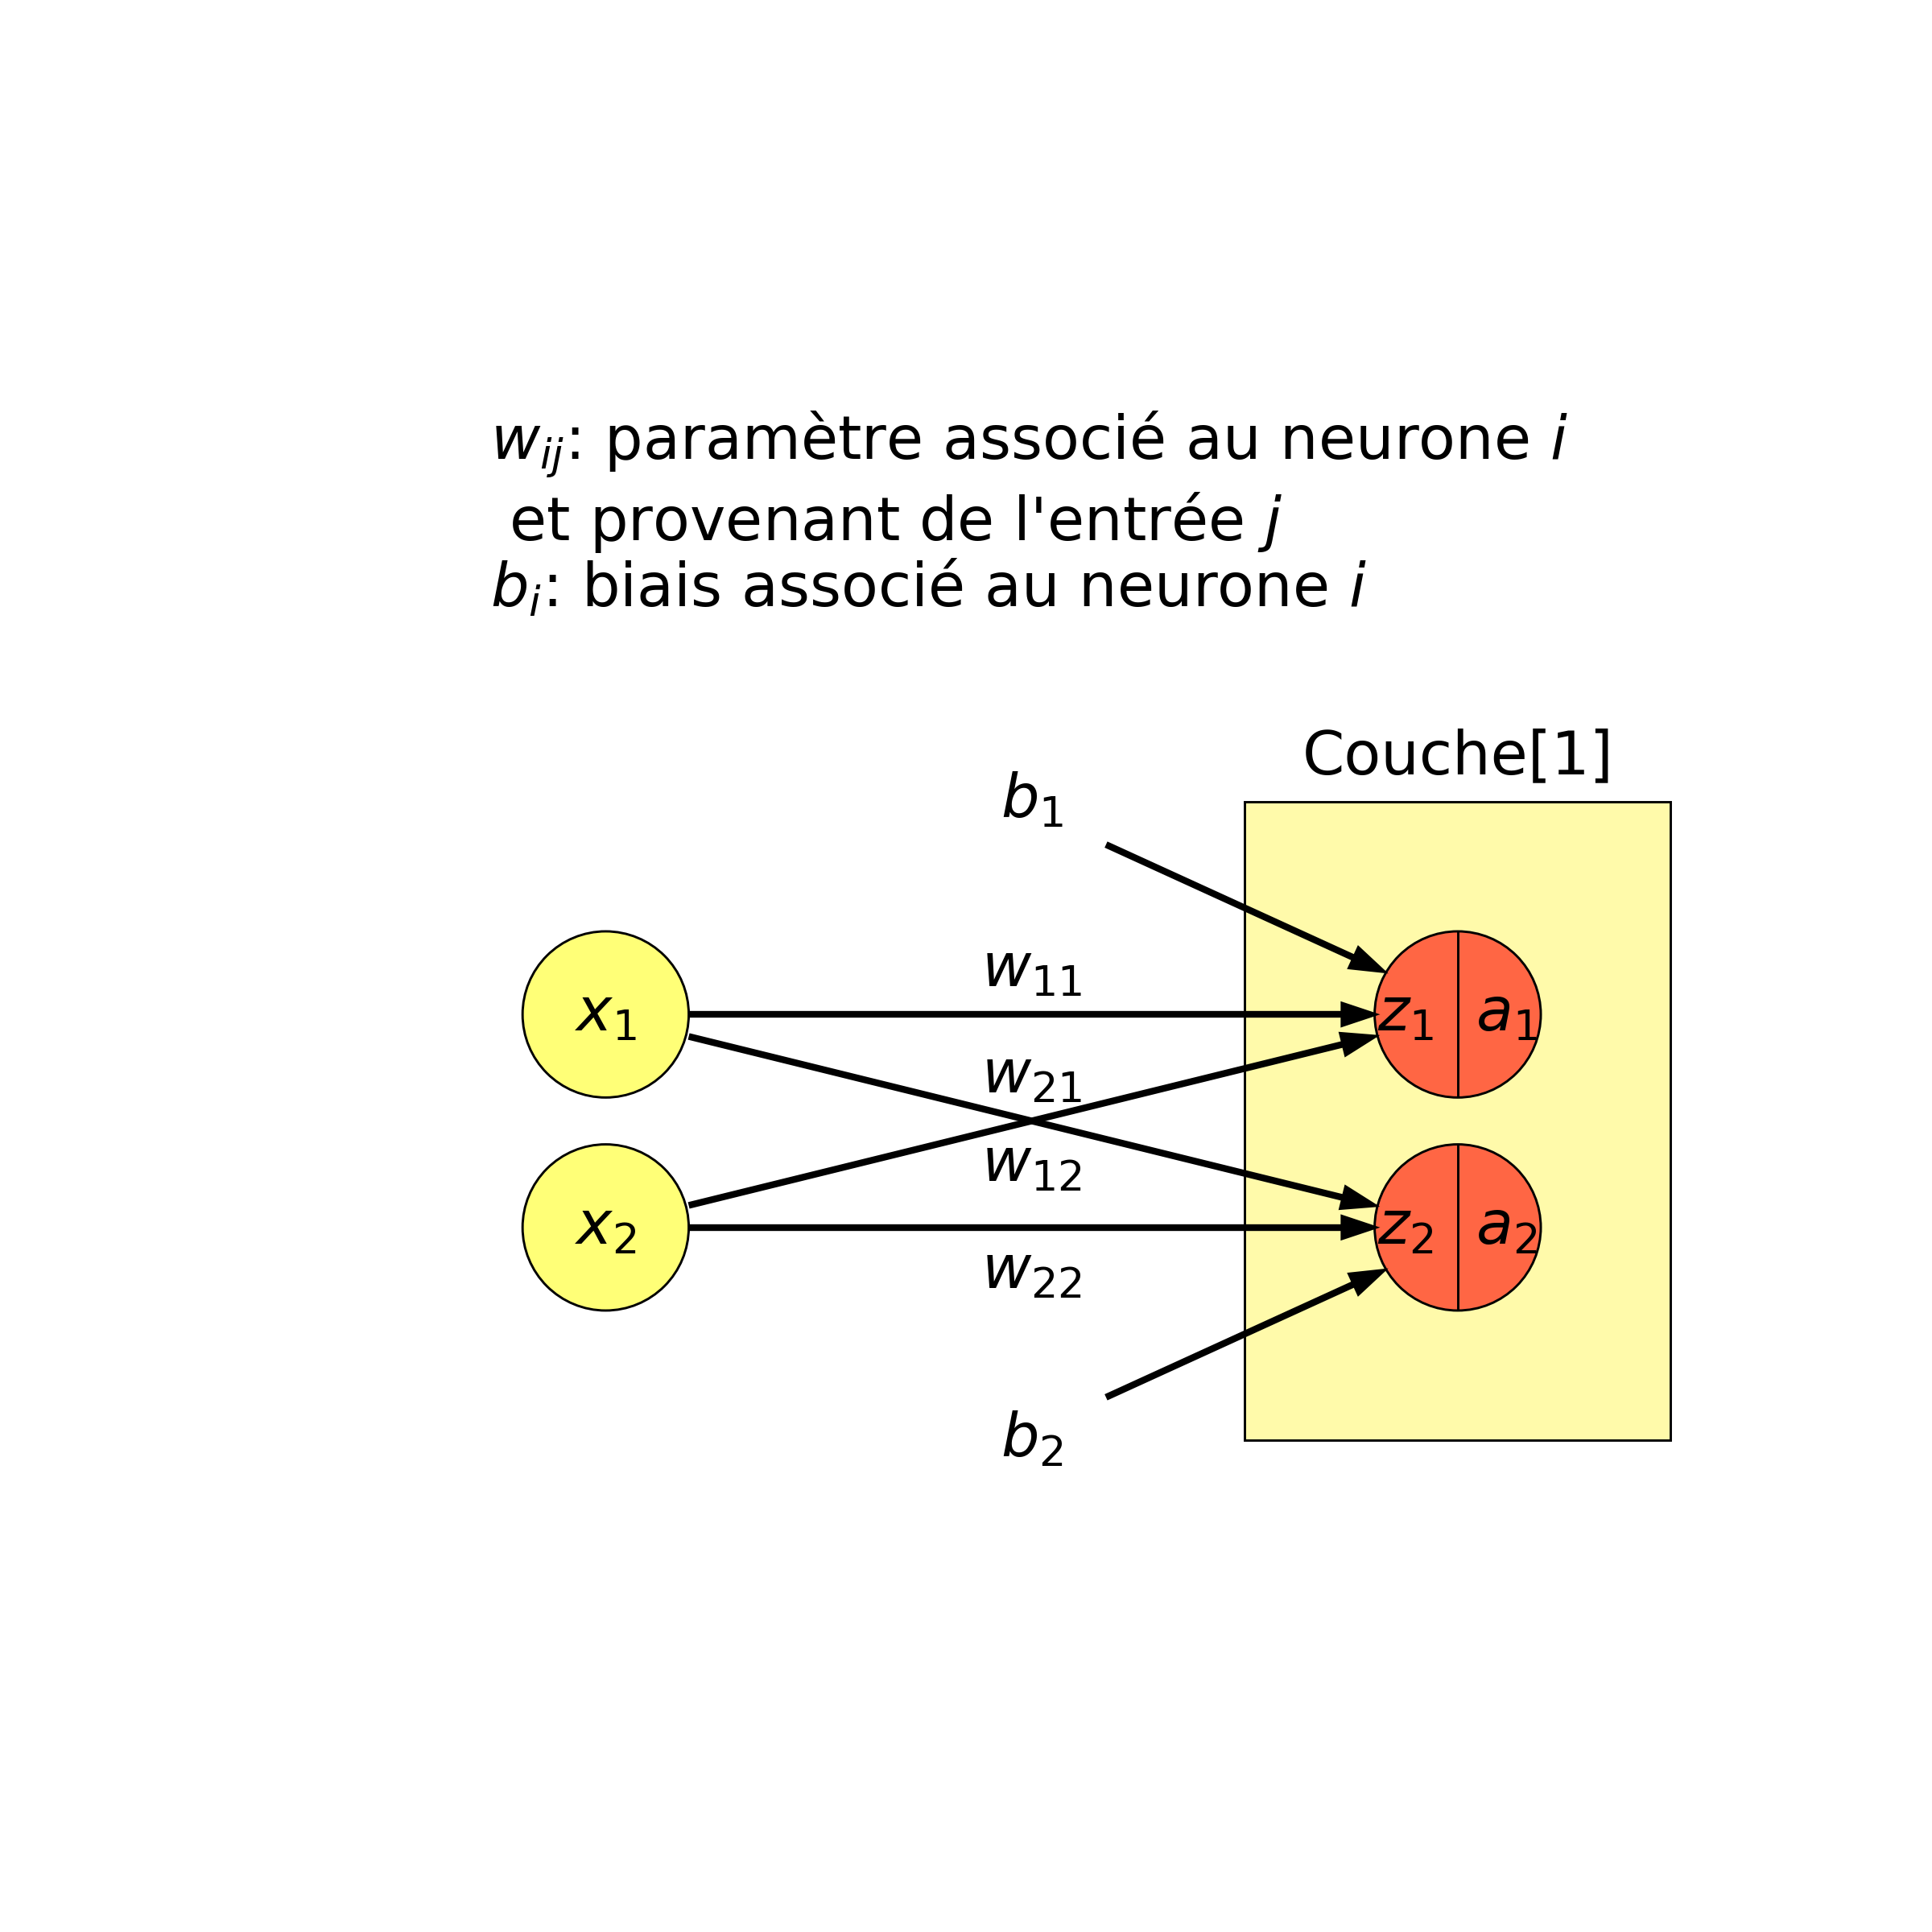 w_{ij}: paramètre associé au neurone i
et provenant de l'entrée j
b_i: biais associé au neurone i
Couche[1]
b_1
w_{11}
x_1
z_1 a_1
w_{21}
w_{12}
x_2
z_2 a_2
w_{22}
b_2